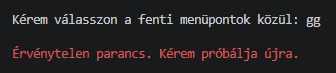 Kérem válasszon a fenti menüpontok közül: gg
Érvénytelen parancs. Kérem próbálja újra.